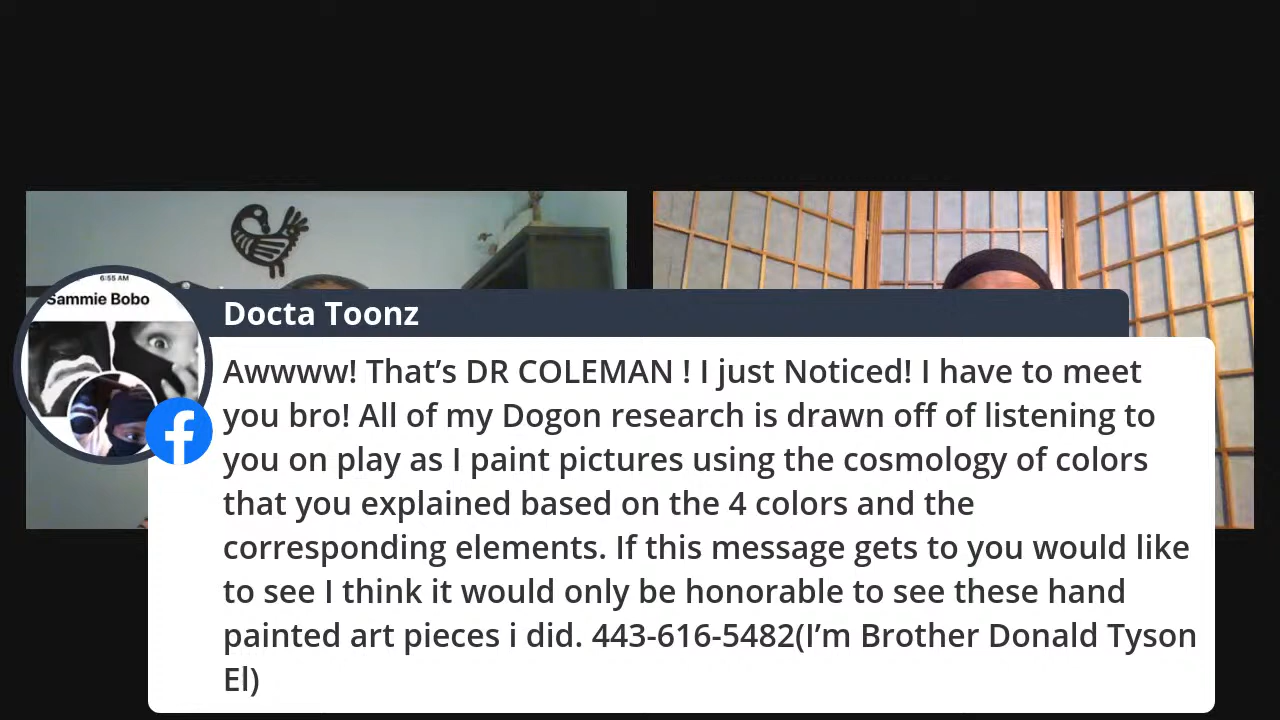 6:55 AM
Sammie Bobo
Docta Toonz
Awwww! That’s DR COLEMAN ! I just Noticed! I have to meet
you bro! All of my Dogon research is drawn off of listening to
you on play as I paint pictures using the cosmology of colors
that you explained based on the 4 colors and the
corresponding elements. If this message gets to you would like
to see I think it would only be honorable to see these hand
painted art pieces i did. 443-616-5482(I’m Brother Donald Tyson
El)